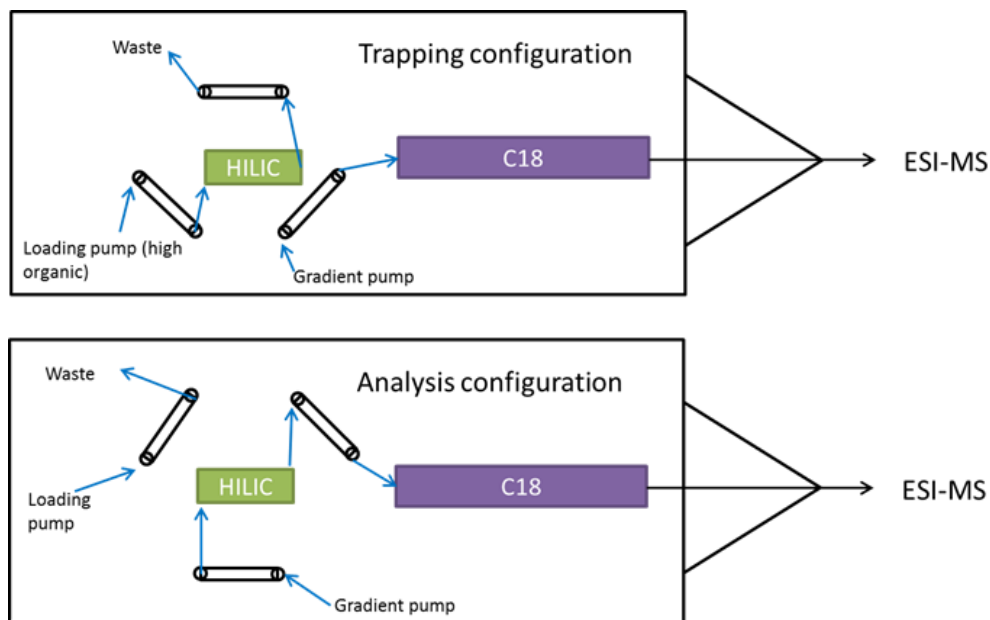 Waste
Trapping configuration
HILIC
C18
ESI-MS
Loading pump (high
organic)
Gradient pump
Waste
Analysis configuration
HILIC
C18
ESI-MS
Loading
pump
Gradient pump